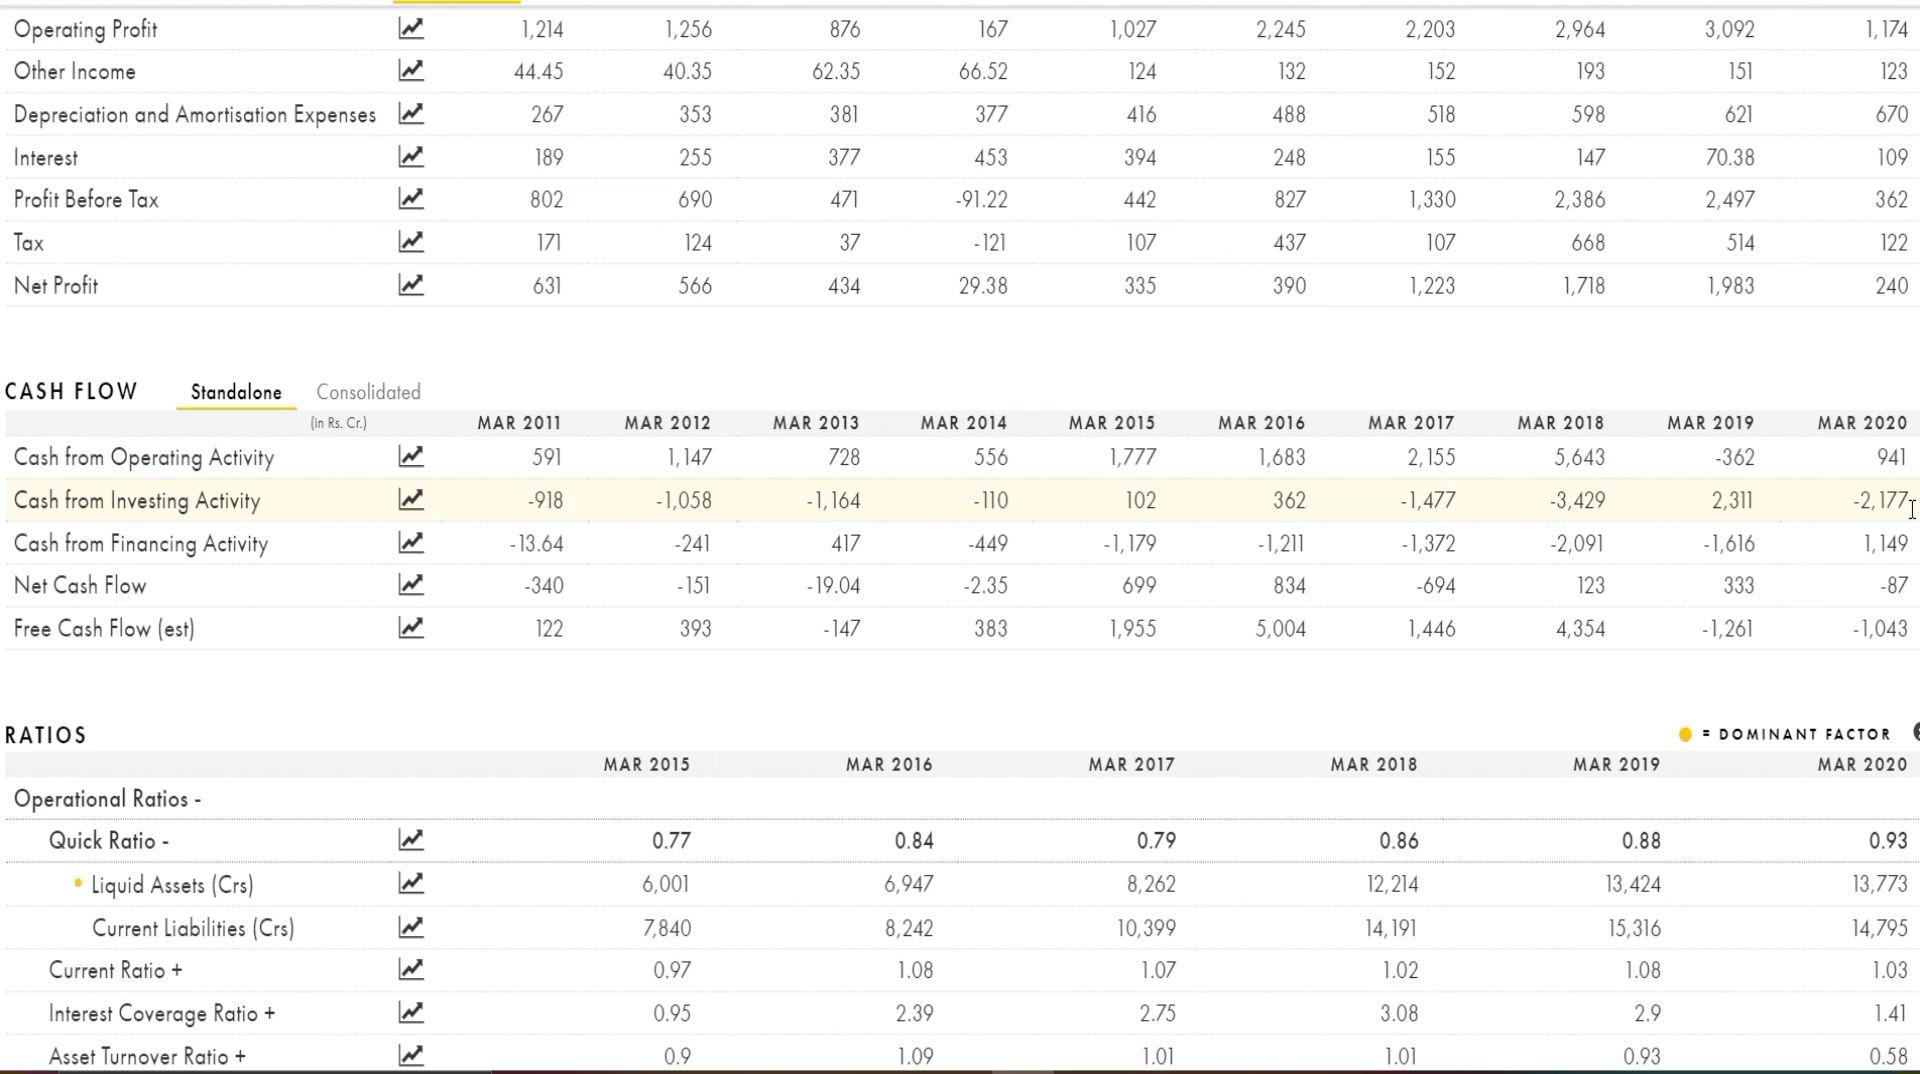 Operating Profit 1,214 1,256 876 167 1,027 2,245 2,203 2,964 3,092 1,174
Other Income 44.45 40.35 62.35 66.52 124 132 152 193 151 123
Depreciation and Amortisation Expenses 267 353 381 377 416 488 518 598 621 670
Interest 189 255 377 453 394 248 155 147 70.38 109
Profit Before Tax 802 690 471 -91.22 442 827 1,330 2,386 2,497 362
Tax 171 124 37 -121 107 437 107 668 514 122
Net Profit 631 566 434 29.38 335 390 1,223 1,718 1,983 240
CASH FLOW Standalone Consolidated
(in Rs. Cr.) MAR 2011 MAR 2012 MAR 2013 MAR 2014 MAR 2015 MAR 2016 MAR 2017 MAR 2018 MAR 2019 MAR 2020
Cash from Operating Activity 591 1,147 728 556 1,777 1,683 2,155 5,643 -362 941
Cash from Investing Activity -918 -1,058 -1,164 -110 102 362 -1,477 -3,429 2,311 -2,177
Cash from Financing Activity -13.64 -241 417 -449 -1,179 -1,211 -1,372 -2,091 -1,616 1,149
Net Cash Flow -340 -151 -19.04 -2.35 699 834 -694 123 333 -87
Free Cash Flow (est) 122 393 -147 383 1,955 5,004 1,446 4,354 -1,261 -1,043
RATIOS = DOMINANT FACTOR
MAR 2015 MAR 2016 MAR 2017 MAR 2018 MAR 2019 MAR 2020
Operational Ratios -
Quick Ratio - 0.77 0.84 0.79 0.86 0.88 0.93
Liquid Assets (Crs) 6,001 6,947 8,262 12,214 13,424 13,773
Current Liabilities (Crs) 7,840 8,242 10,399 14,191 15,316 14,795
Current Ratio + 0.97 1.08 1.07 1.02 1.08 1.03
Interest Coverage Ratio + 0.95 2.39 2.75 3.08 2.9 1.41
Asset Turnover Ratio + 0.9 1.09 1.01 1.01 0.93 0.58